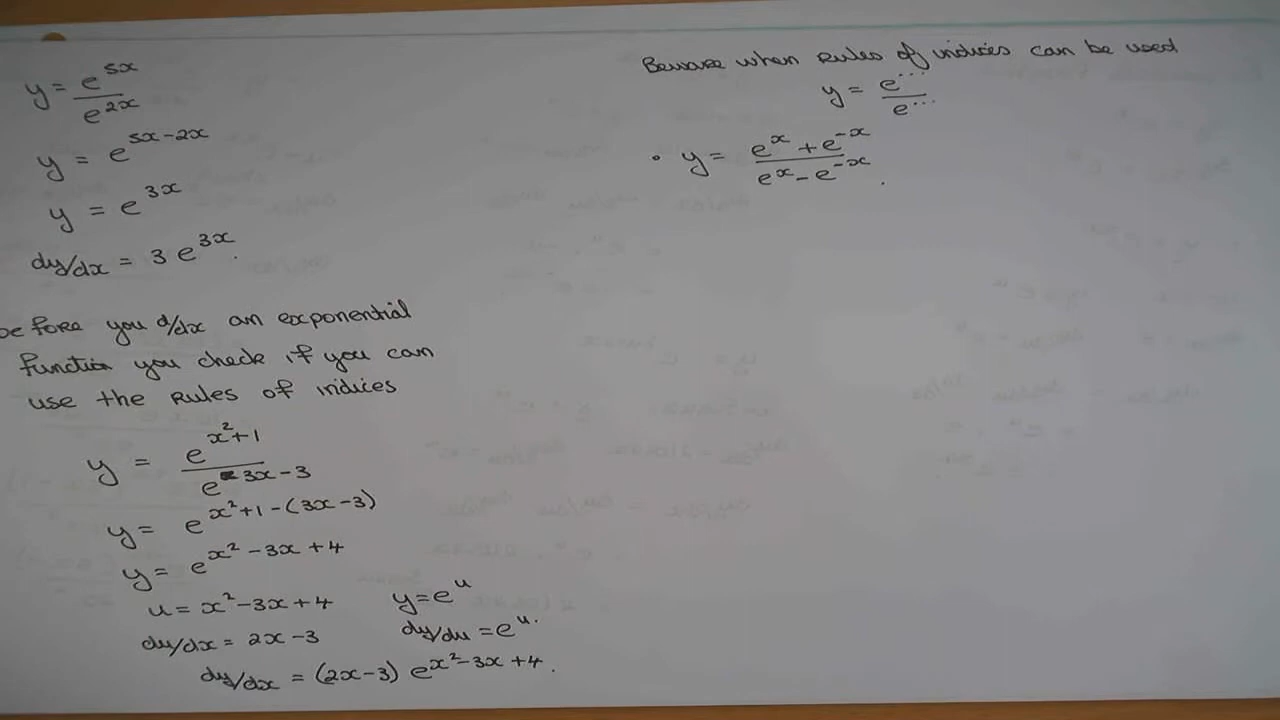 y = e^5x / e^2x
y = e^5x-2x
y = e^3x
dy/dx = 3 e^3x.
before you d/dx an exponential
function you check if you can
use the rules of indices
y = e^x²+1 / e^3x-3
y = e^x²+1-(3x-3)
y = e^x²-3x+4
u = x²-3x+4 y = e^u
du/dx = 2x-3 dy/du = e^u.
dy/dx = (2x-3) e^x²-3x+4.
Beware when rules of indices can be used
y = e^... / e^...
• y = e^x + e^-x / e^x - e^-x.